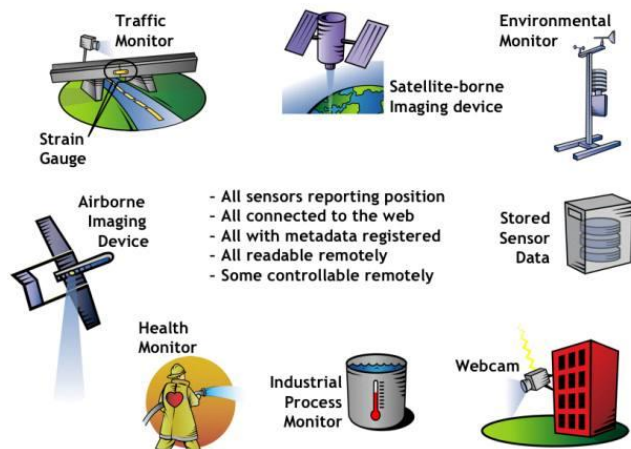 Traffic
Monitor
Strain
Gauge
Satellite-borne
Imaging device
Environmental
Monitor
Airborne
Imaging
Device
- All sensors reporting position
- All connected to the web
- All with metadata registered
- All readable remotely
- Some controllable remotely
Stored
Sensor
Data
Health
Monitor
Industrial
Process
Monitor
Webcam